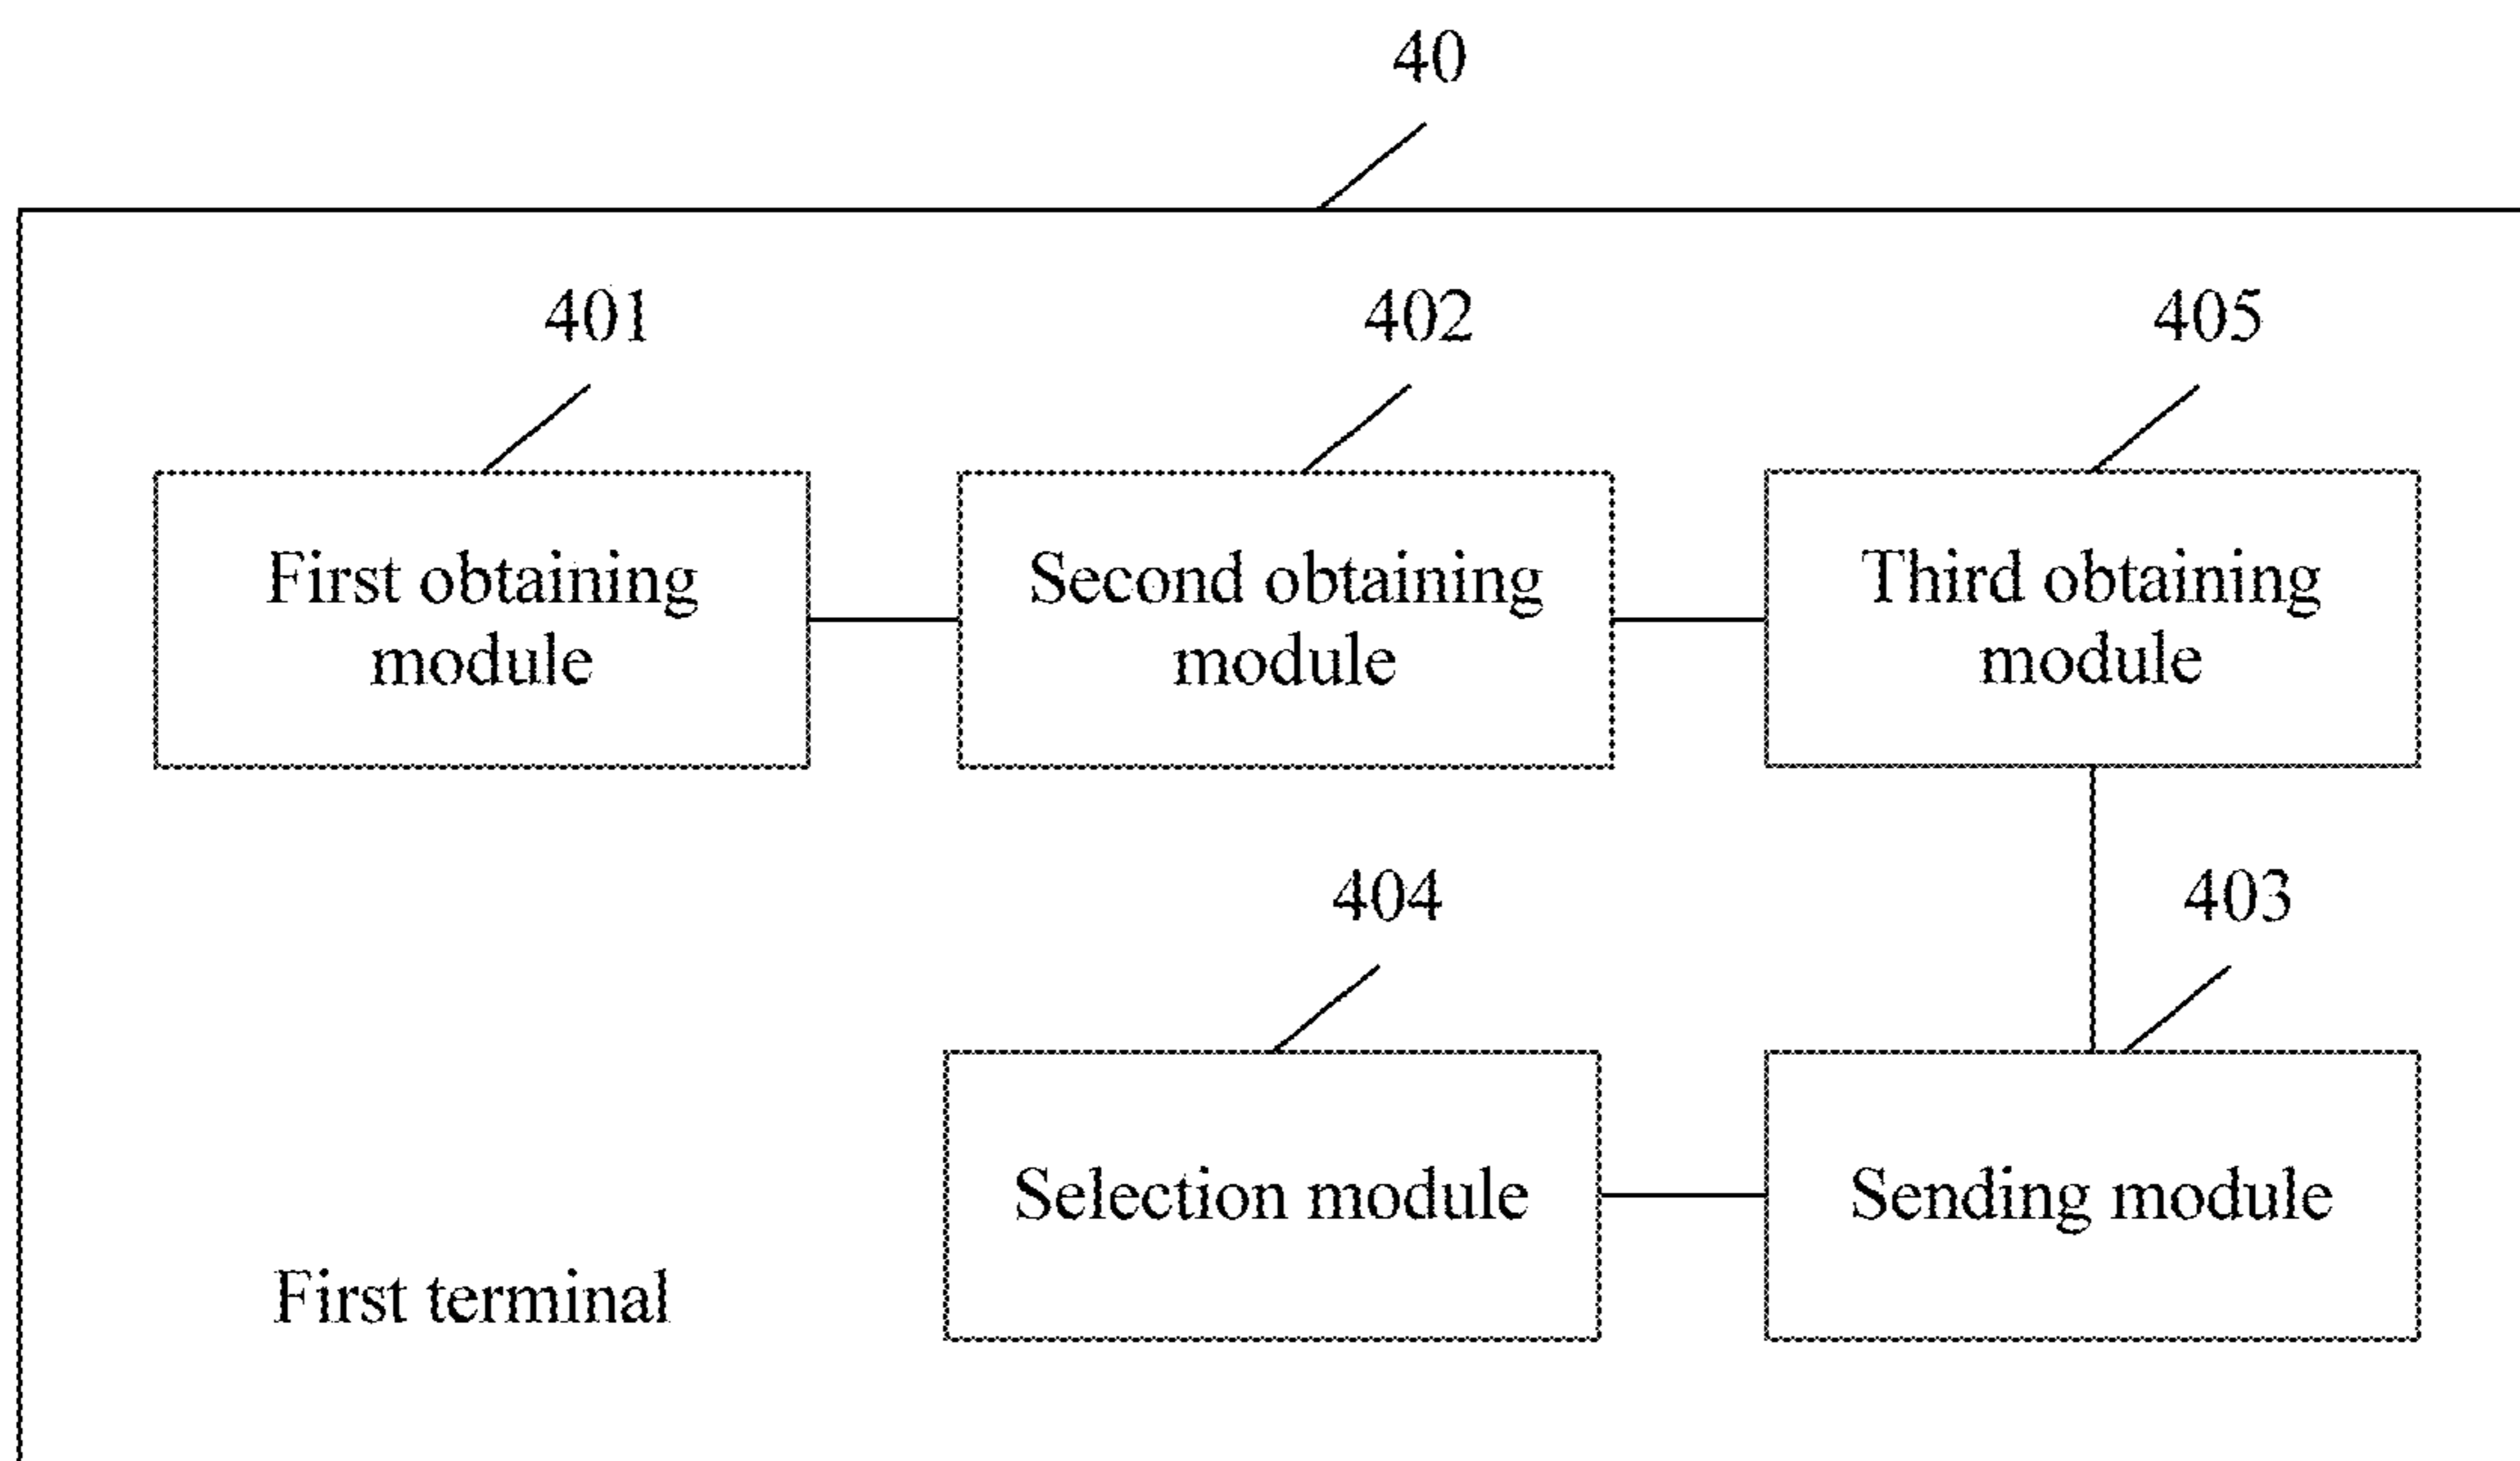 40
401
402
405
First obtaining
module
Second obtaining
module
Third obtaining
module
404
403
Selection module
Sending module
First terminal